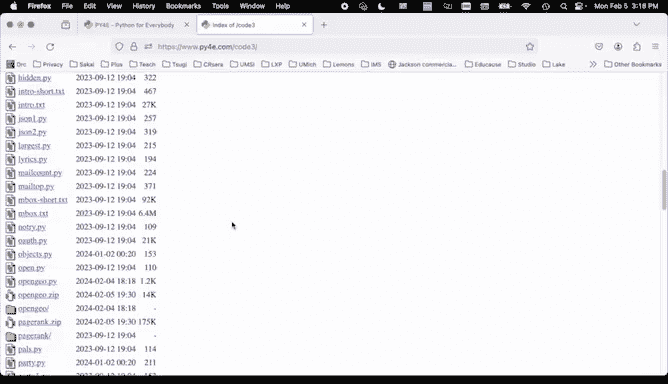 Firefox File Edit View History Bookmarks Tools Window Help Mon Feb 5 3:16 PM
PY4E - Python for Everybody Index of /code3
https://www.py4e.com/code3/
Privacy Sakai Plus Teach Tsugi CRsera UMSI LXP UMich Lemons IMS Jackson commercia... Educause Studio Lake Other Bookmarks
hidden.py 2023-09-12 19:04 322
intro-short.txt 2023-09-12 19:04 467
intro.txt 2023-09-12 19:04 27K
json1.py 2023-09-12 19:04 257
json2.py 2023-09-12 19:04 319
largest.py 2023-09-12 19:04 215
lyrics.py 2023-09-12 19:04 194
mailcount.py 2023-09-12 19:04 224
mailtop.py 2023-09-12 19:04 371
mbox-short.txt 2023-09-12 19:04 92K
mbox.txt 2023-09-12 19:04 6.4M
notry.py 2023-09-12 19:04 109
oauth.py 2023-09-12 19:04 21K
objects.py 2024-01-02 00:20 153
open.py 2023-09-12 19:04 110
opengeo.py 2024-02-04 18:18 1.2K
opengeo.zip 2024-02-05 19:30 14K
opengeo/ 2024-02-04 18:18 -
pagerank.zip 2024-02-05 19:30 175K
pagerank/ 2023-09-12 19:04 -
pals.py 2023-09-12 19:04 114
party.py 2024-01-02 00:20 211